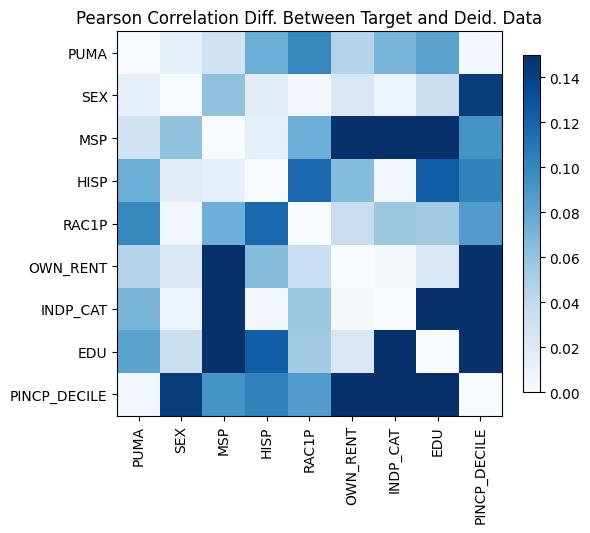 Pearson Correlation Diff. Between Target and Deid. Data
PUMA
SEX
MSP
HISP
RAC1P
OWN_RENT
INDP_CAT
EDU
PINCP_DECILE
PUMA
SEX
MSP
HISP
RAC1P
OWN_RENT
INDP_CAT
EDU
PINCP_DECILE
0.14
0.12
0.10
0.08
0.06
0.04
0.02
0.00